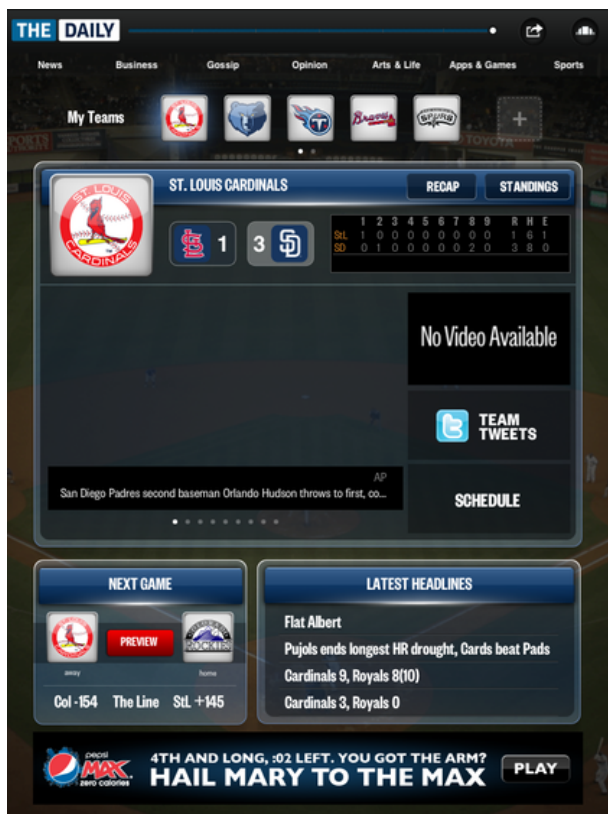 THE DAILY
News Business Gossip Opinion Arts & Life Apps & Games Sports
My Teams
Braves
SPURS
TOYOTA
ST. LOUIS CARDINALS RECAP STANDINGS
ST. LOUIS
CARDINALS
1 3 SD
1 2 3 4 5 6 7 8 9 R H E
StL 1 0 0 0 0 0 0 0 0 1 6 1
SD 0 1 0 0 0 0 0 2 0 3 8 0
No Video Available
TEAM
TWEETS
AP
San Diego Padres second baseman Orlando Hudson throws to first, co...
SCHEDULE
NEXT GAME
PREVIEW
COLORADO
ROCKIES
away home
Col -154 The Line StL +145
LATEST HEADLINES
Flat Albert
Pujols ends longest HR drought, Cards beat Pads
Cardinals 9, Royals 8(10)
Cardinals 3, Royals 0
pepsi
MAX
zero calories
4TH AND LONG, :02 LEFT. YOU GOT THE ARM?
HAIL MARY TO THE MAX
PLAY